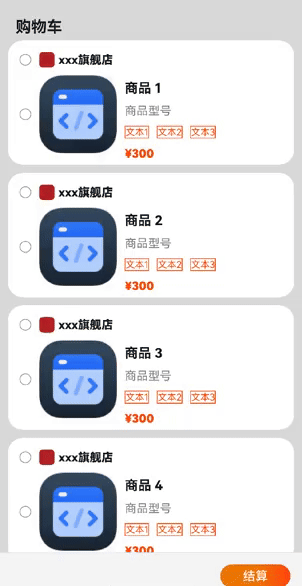 购物车
xxx旗舰店
商品 1
商品型号
文本1 文本2 文本3
¥300
xxx旗舰店
商品 2
商品型号
文本1 文本2 文本3
¥300
xxx旗舰店
商品 3
商品型号
文本1 文本2 文本3
¥300
xxx旗舰店
商品 4
商品型号
文本1 文本2 文本3
¥300
结算